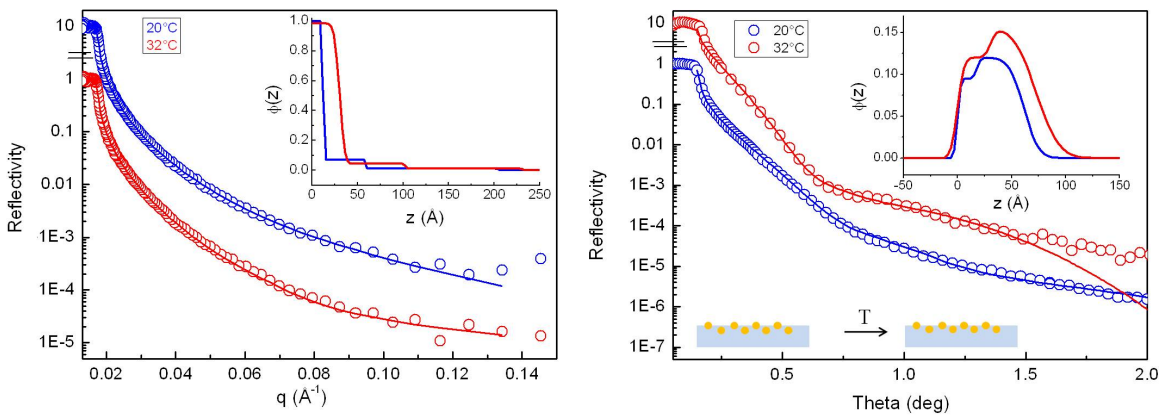 10
1
0.1
0.01
1E-3
1E-4
1E-5
Reflectivity
0.02 0.04 0.06 0.08 0.10 0.12 0.14
q (Å⁻¹)
20°C
32°C
1.0
0.8
0.6
0.4
0.2
0.0
ϕ(z)
0 50 100 150 200 250
z (Å)
10
1
0.1
0.01
1E-3
1E-4
1E-5
1E-6
1E-7
Reflectivity
0.5 1.0 1.5 2.0
Theta (deg)
20°C
32°C
0.15
0.10
0.05
0.00
ϕ(z)
-50 0 50 100 150
z (Å)
T